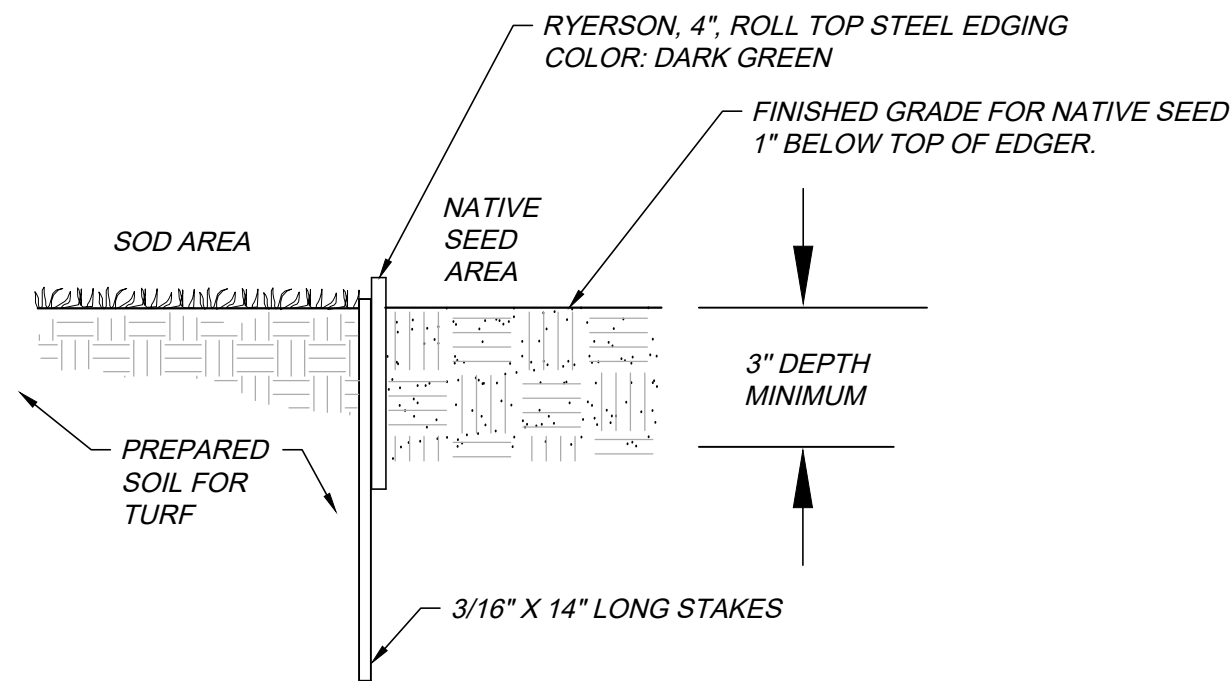 RYERSON, 4", ROLL TOP STEEL EDGING
COLOR: DARK GREEN
FINISHED GRADE FOR NATIVE SEED
1" BELOW TOP OF EDGER.
NATIVE
SEED
AREA
SOD AREA
3" DEPTH
MINIMUM
PREPARED
SOIL FOR
TURF
3/16" X 14" LONG STAKES